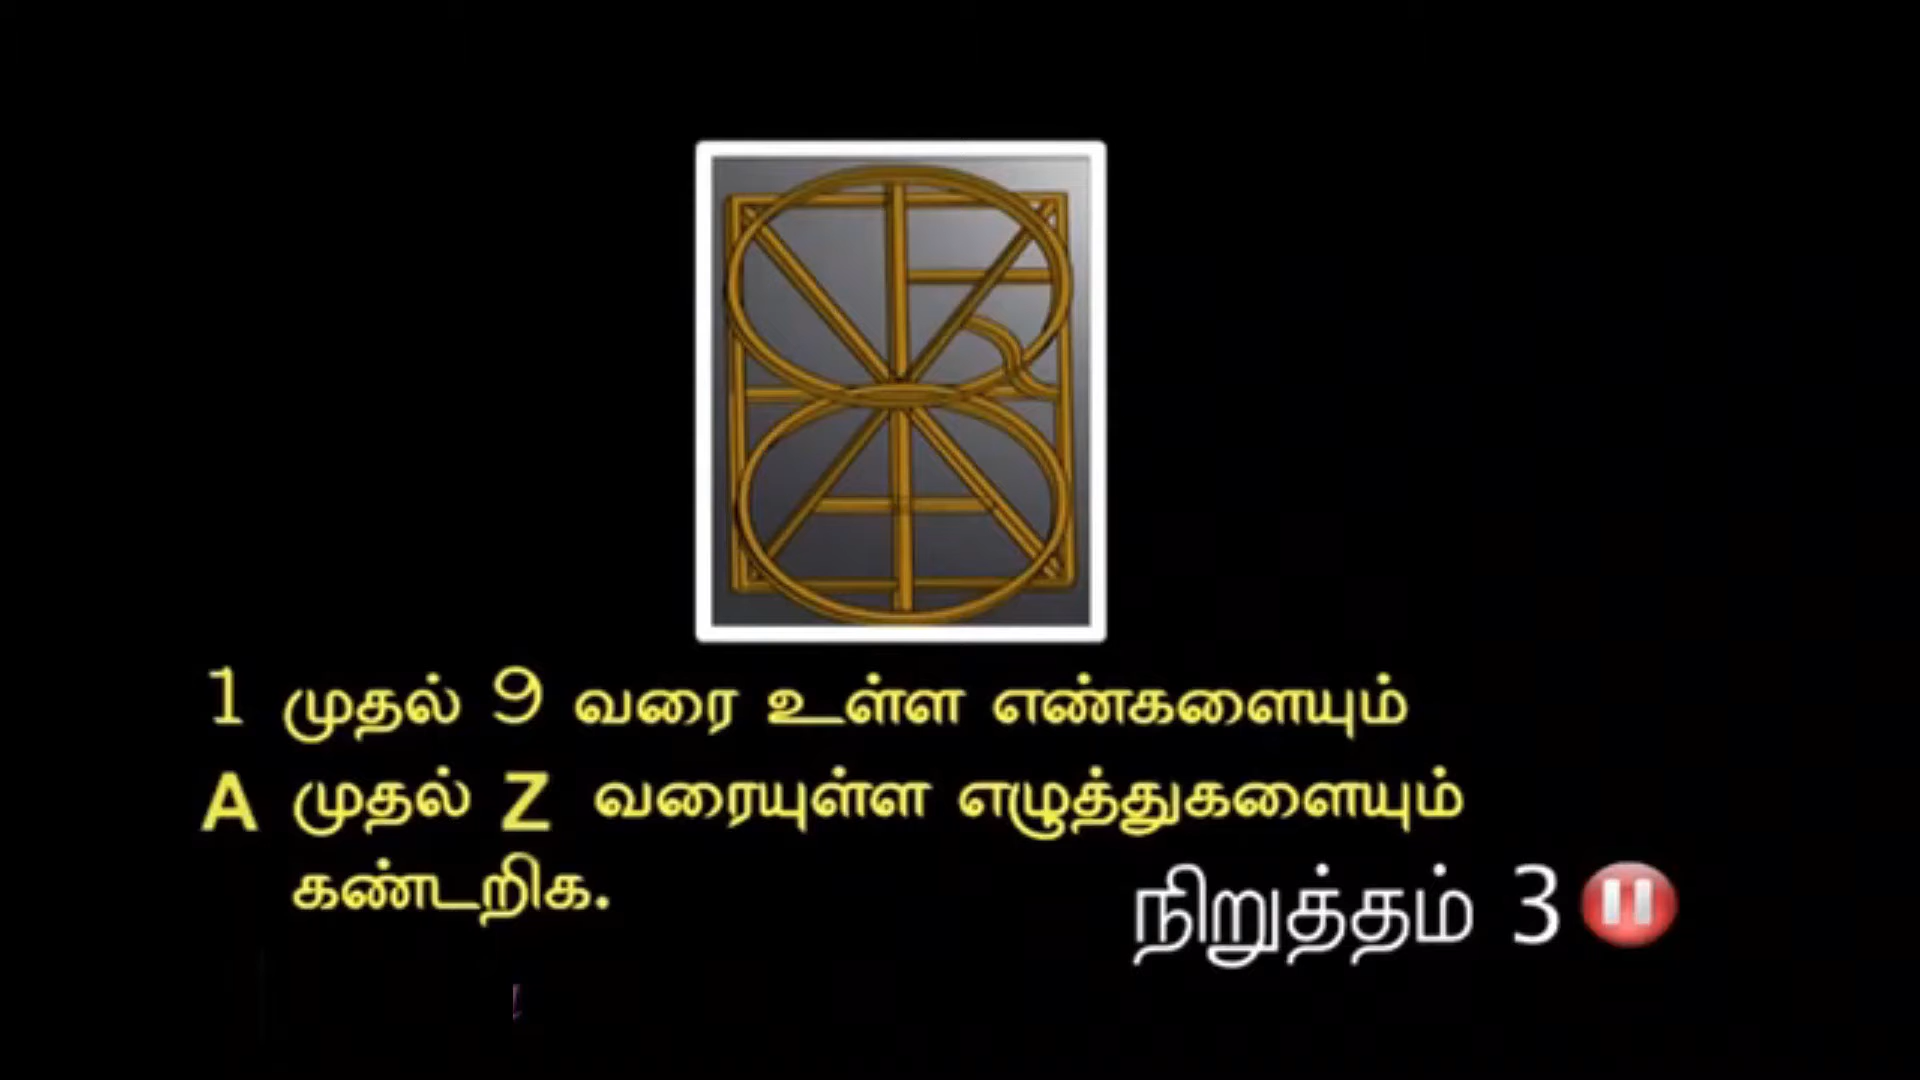 1 முதல் 9 வரை உள்ள எண்களையும்
A முதல் Z வரையுள்ள எழுத்துகளையும்
கண்டறிக.
நிறுத்தம் 3